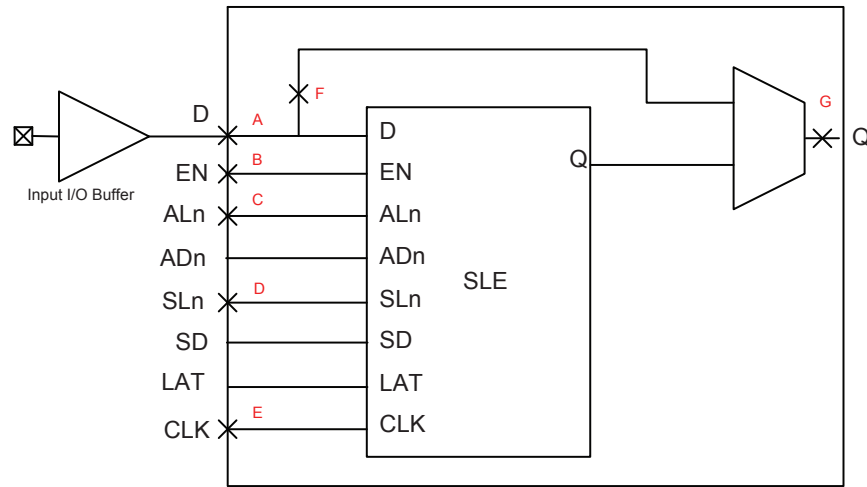 F
G
D
A
D
Q
Q
EN
B
EN
Input I/O Buffer
ALn
C
ALn
ADn
ADn
SLE
SLn
D
SLn
SD
SD
LAT
LAT
CLK
E
CLK